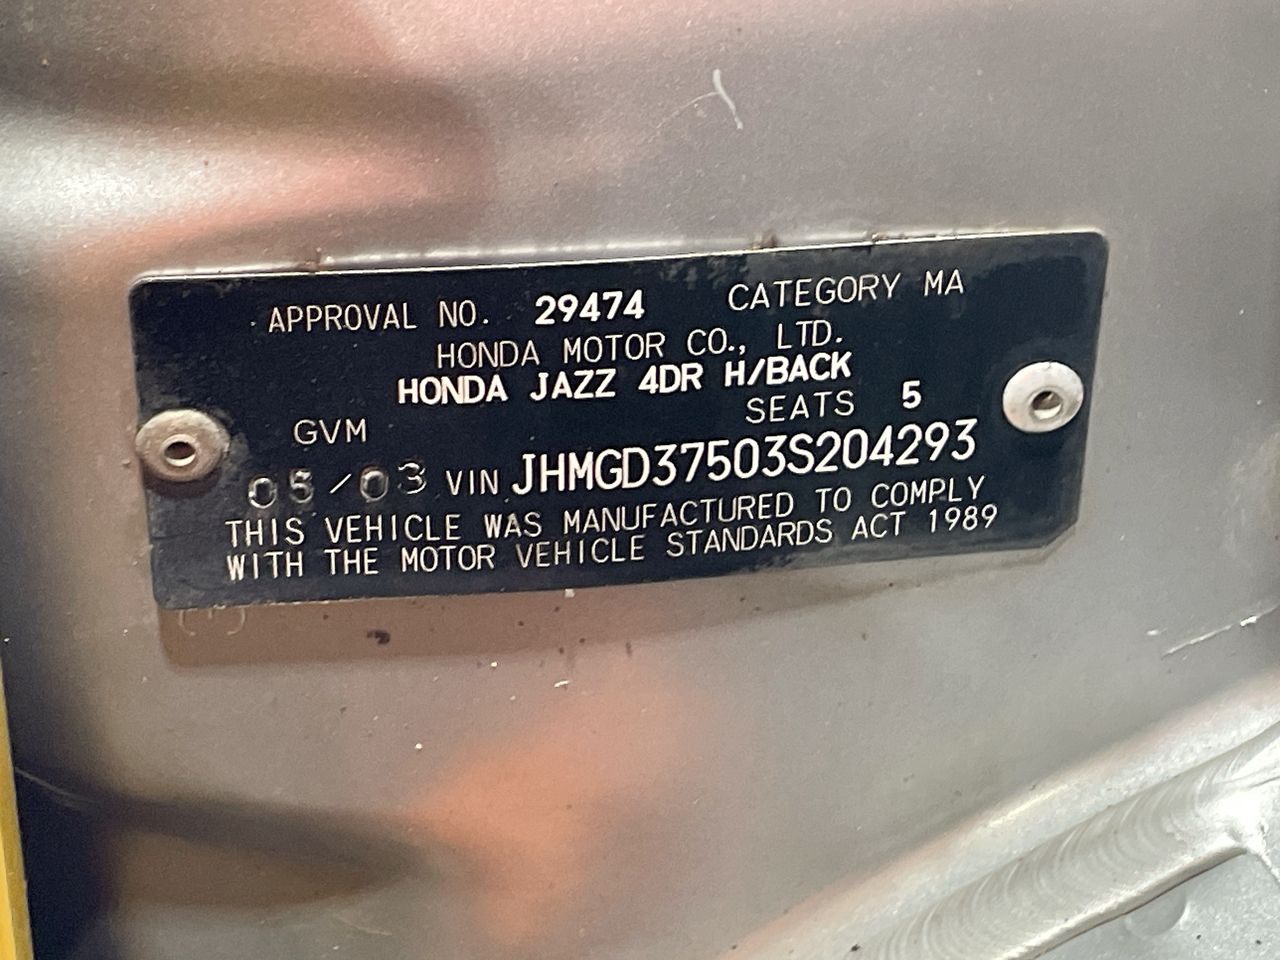 APPROVAL NO. 29474 CATEGORY MA
HONDA MOTOR CO., LTD.
HONDA JAZZ 4DR H/BACK
GVM SEATS 5
05/03 VIN JHMGD37503S204293
THIS VEHICLE WAS MANUFACTURED TO COMPLY
WITH THE MOTOR VEHICLE STANDARDS ACT 1989